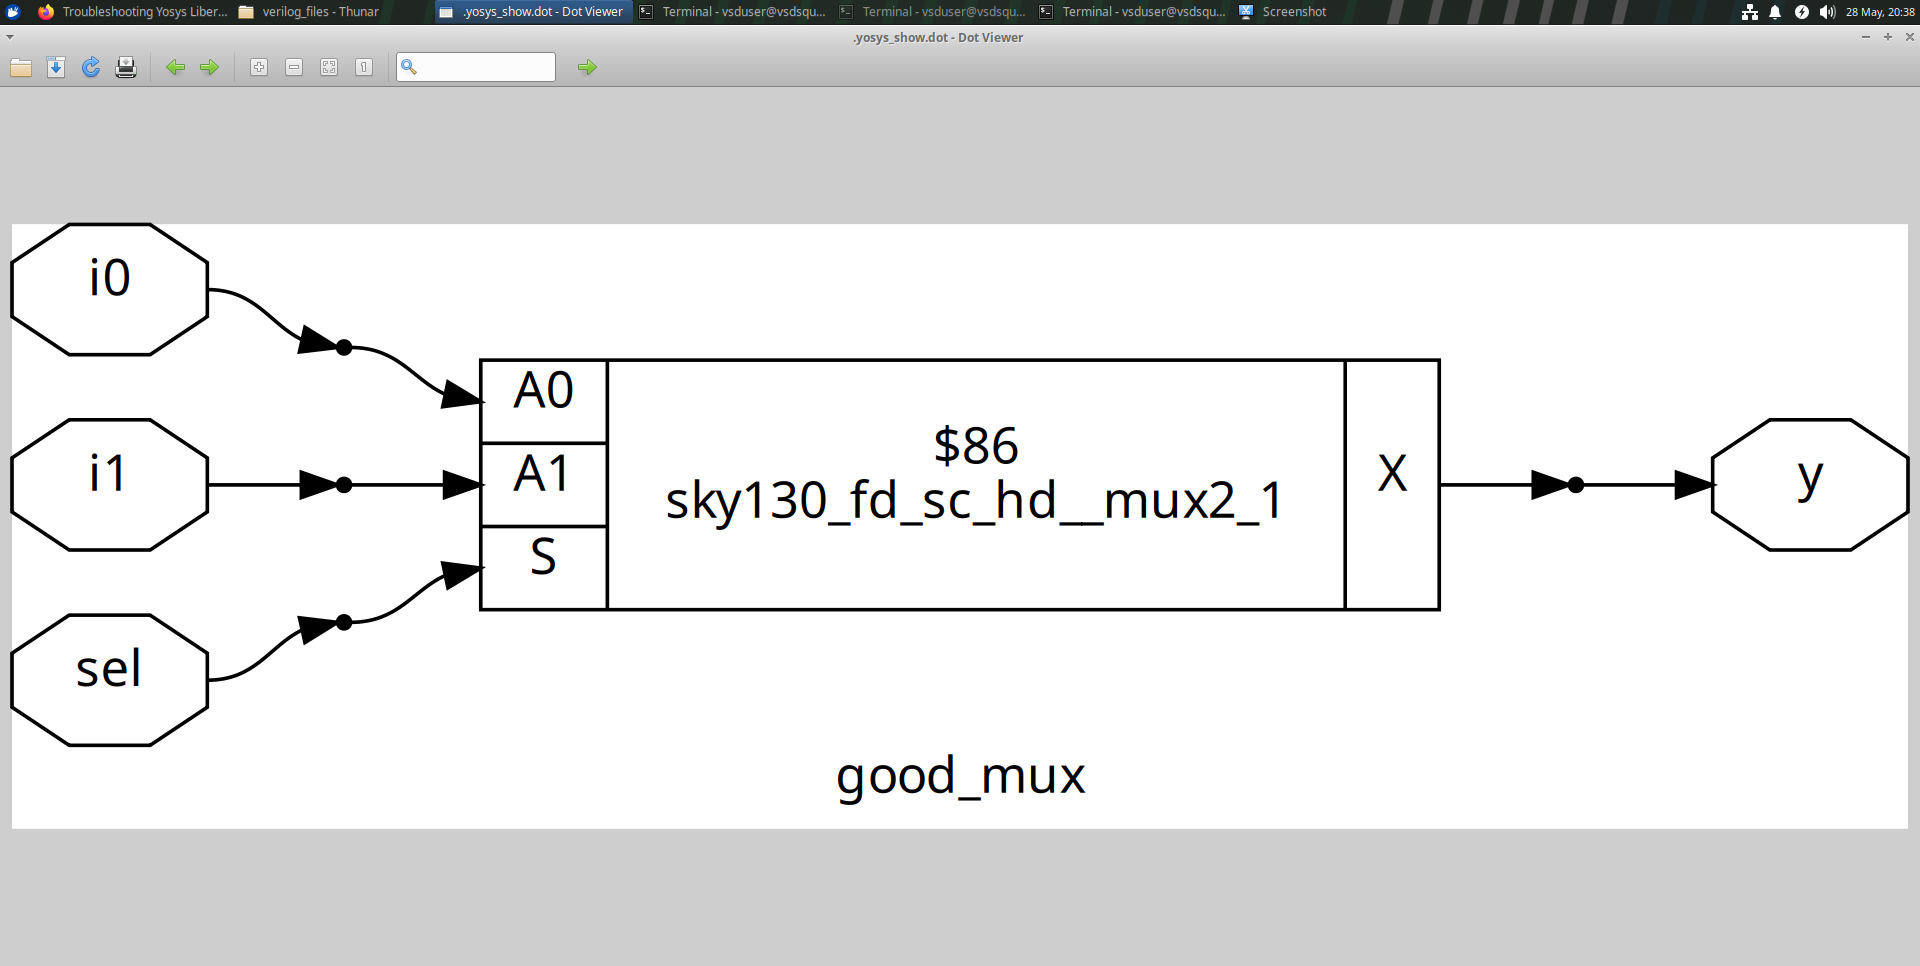 Troubleshooting Yosys Liber...
verilog_files - Thunar
.yosys_show.dot - Dot Viewer
Terminal - vsduser@vsdsqu...
Terminal - vsduser@vsdsqu...
Terminal - vsduser@vsdsqu...
Screenshot
28 May, 20:38
.yosys_show.dot - Dot Viewer
i0
i1
sel
A0
A1
S
$86
sky130_fd_sc_hd__mux2_1
X
y
good_mux